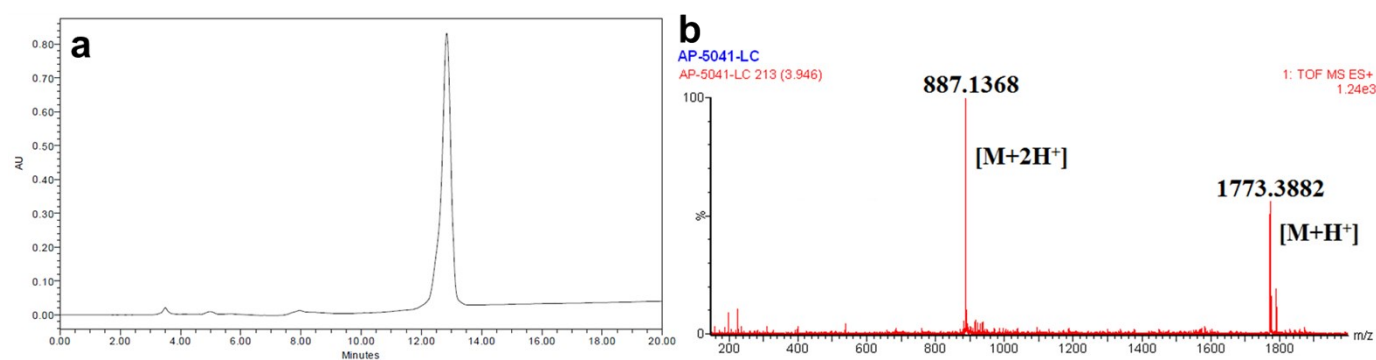 a
0.80
0.70
0.60
0.50
0.40
0.30
0.20
0.10
0.00
AU
0.00 2.00 4.00 6.00 8.00 10.00 12.00 14.00 16.00 18.00 20.00
Minutes
b
AP-5041-LC
AP-5041-LC 213 (3.946)
1: TOF MS ES+
1.24e3
100
%
0
887.1368
[M+2H⁺]
1773.3882
[M+H⁺]
200 400 600 800 1000 1200 1400 1600 1800
m/z